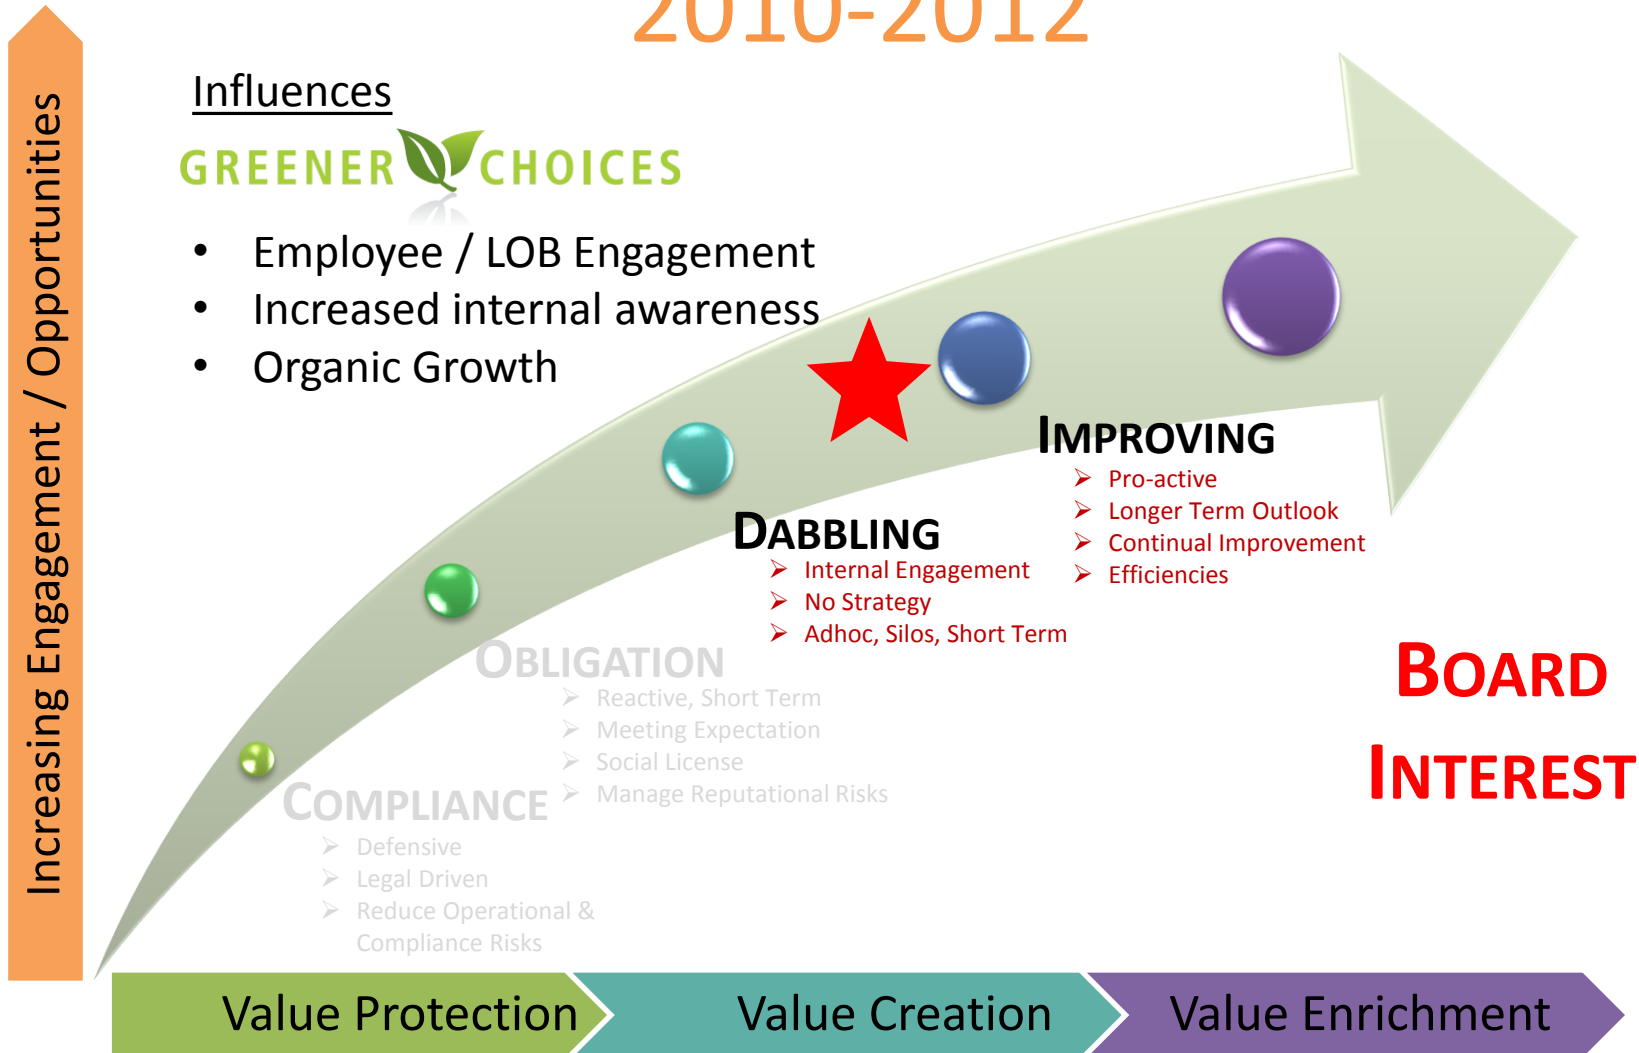 2010-2012
Increasing Engagement / Opportunities
Influences
GREENER CHOICES
• Employee / LOB Engagement
• Increased internal awareness
• Organic Growth
IMPROVING
➢ Pro-active
➢ Longer Term Outlook
➢ Continual Improvement
➢ Efficiencies
DABBLING
➢ Internal Engagement
➢ No Strategy
➢ Adhoc, Silos, Short Term
OBLIGATION
➢ Reactive, Short Term
➢ Meeting Expectation
➢ Social License
➢ Manage Reputational Risks
COMPLIANCE
➢ Defensive
➢ Legal Driven
➢ Reduce Operational &
Compliance Risks
BOARD
INTEREST
Value Protection
Value Creation
Value Enrichment